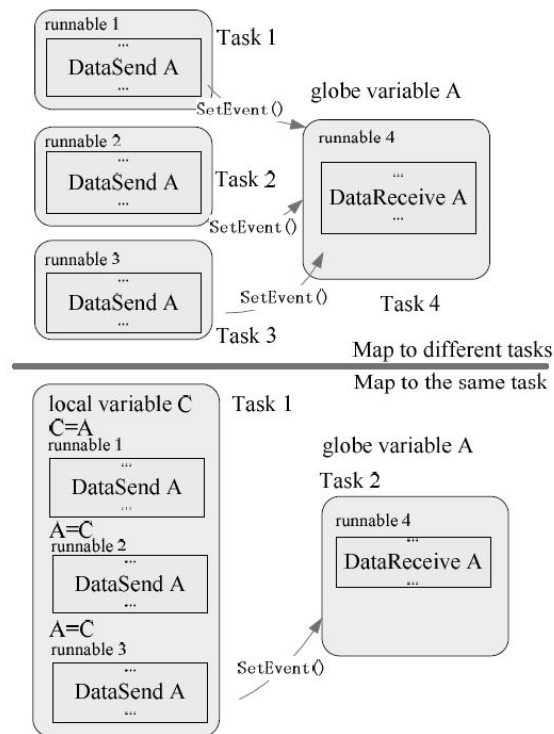 runnable 1
Task 1
...
DataSend A
...
SetEvent()
globe variable A
runnable 2
...
DataSend A
...
Task 2
SetEvent()
runnable 4
...
DataReceive A
...
runnable 3
...
DataSend A
...
SetEvent()
Task 3
Task 4
Map to different tasks
Map to the same task
local variable C
Task 1
C=A
runnable 1
...
DataSend A
...
A=C
runnable 2
...
DataSend A
...
A=C
runnable 3
...
DataSend A
...
SetEvent()
globe variable A
Task 2
runnable 4
...
DataReceive A
...